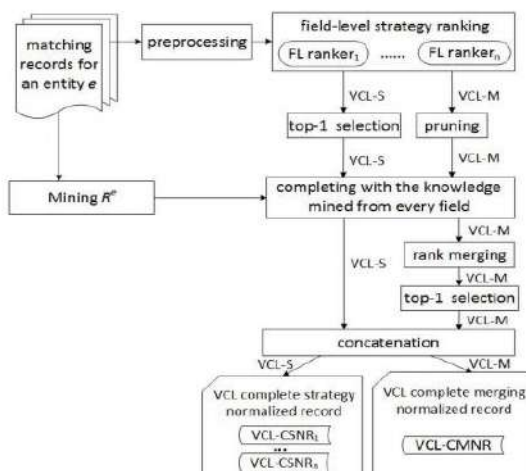 matching
records for
an entity e
preprocessing
field-level strategy ranking
FL ranker1
......
FL rankern
VCL-S
VCL-M
top-1 selection
pruning
VCL-S
VCL-M
Mining R^e
completing with the knowledge
mined from every field
VCL-M
rank merging
VCL-S
VCL-M
top-1 selection
VCL-M
concatenation
VCL-S
VCL-M
VCL complete strategy
normalized record
VCL-CSNR1
...
VCL-CSNRn
VCL complete merging
normalized record
VCL-CMNR